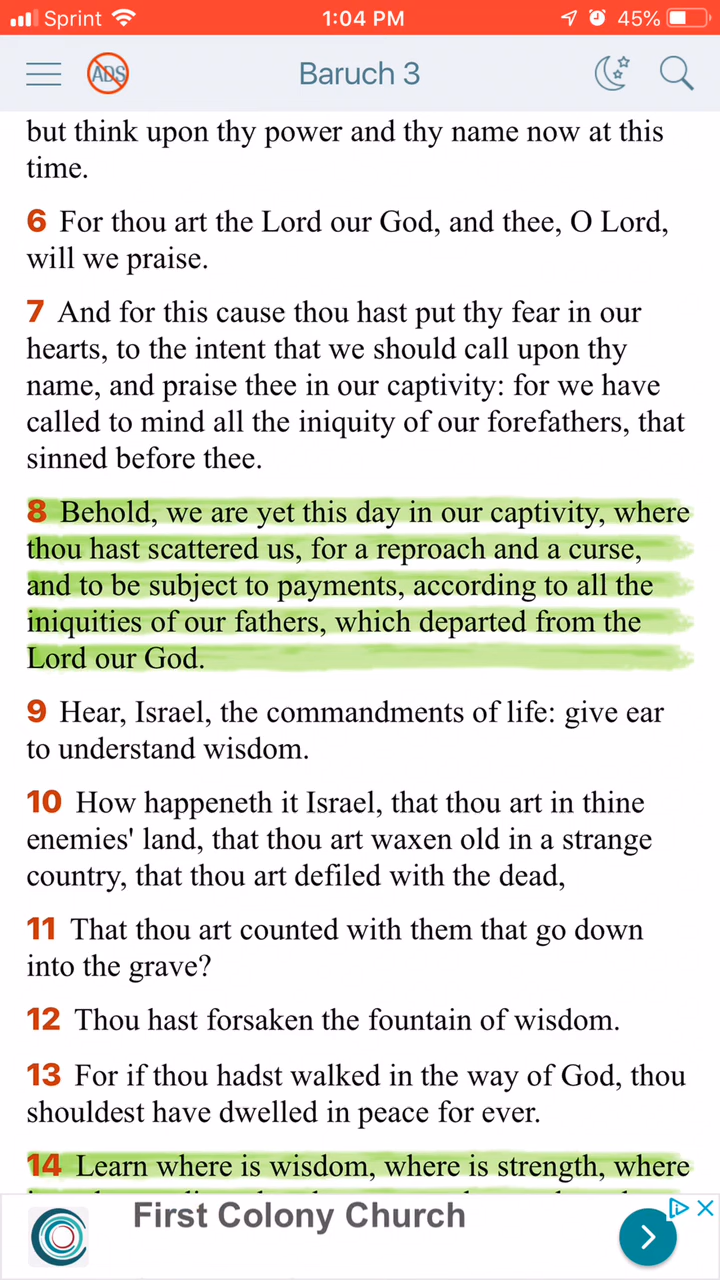 Sprint 1:04 PM 45%
ADS Baruch 3
but think upon thy power and thy name now at this
time.
6 For thou art the Lord our God, and thee, O Lord,
will we praise.
7 And for this cause thou hast put thy fear in our
hearts, to the intent that we should call upon thy
name, and praise thee in our captivity: for we have
called to mind all the iniquity of our forefathers, that
sinned before thee.
8 Behold, we are yet this day in our captivity, where
thou hast scattered us, for a reproach and a curse,
and to be subject to payments, according to all the
iniquities of our fathers, which departed from the
Lord our God.
9 Hear, Israel, the commandments of life: give ear
to understand wisdom.
10 How happeneth it Israel, that thou art in thine
enemies' land, that thou art waxen old in a strange
country, that thou art defiled with the dead,
11 That thou art counted with them that go down
into the grave?
12 Thou hast forsaken the fountain of wisdom.
13 For if thou hadst walked in the way of God, thou
shouldest have dwelled in peace for ever.
14 Learn where is wisdom, where is strength, where
First Colony Church